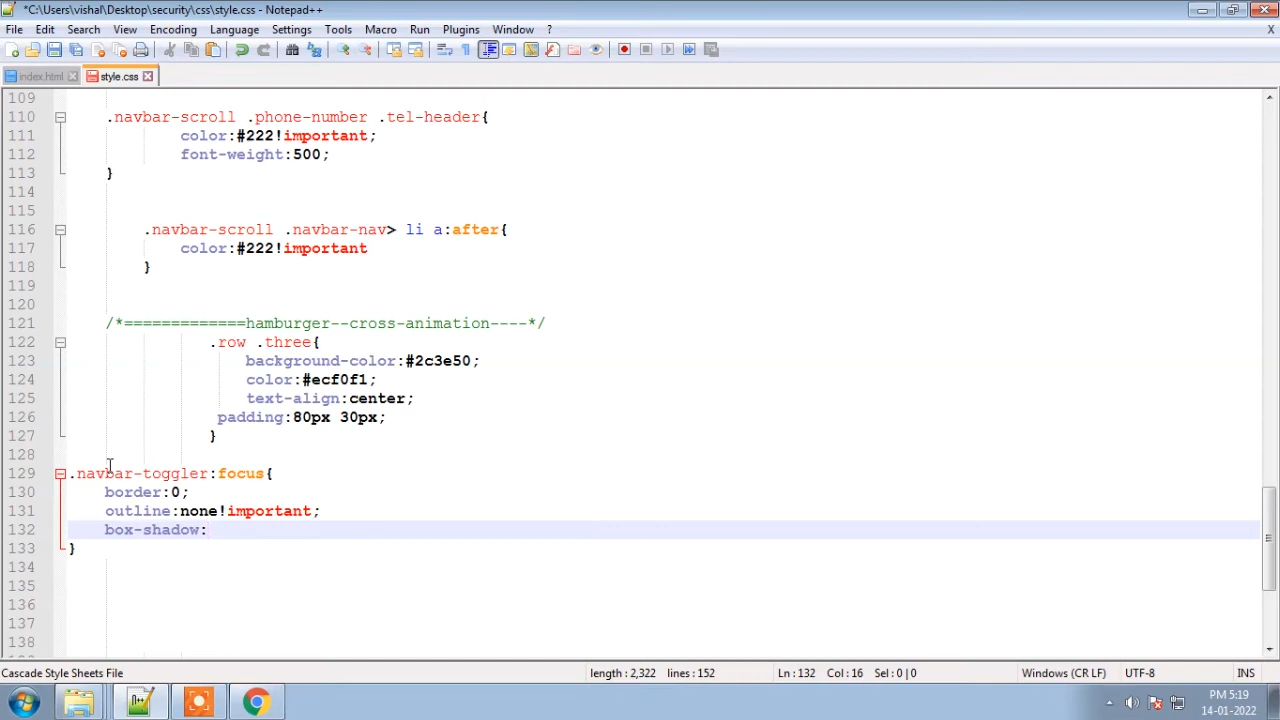 *C:\Users\vishal\Desktop\security\css\style.css - Notepad++
File Edit Search View Encoding Language Settings Tools Macro Run Plugins Window ? X
index.html style.css
109
110 .navbar-scroll .phone-number .tel-header{
111 color:#222!important;
112 font-weight:500;
113 }
114
115
116 .navbar-scroll .navbar-nav> li a:after{
117 color:#222!important
118 }
119
120
121 /*=============hamburger--cross-animation----*/
122 .row .three{
123 background-color:#2c3e50;
124 color:#ecf0f1;
125 text-align:center;
126 padding:80px 30px;
127 }
128
129 .navbar-toggler:focus{
130 border:0;
131 outline:none!important;
132 box-shadow:
133 }
134
135
136
137
138
Cascade Style Sheets File length : 2,322 lines : 152 Ln : 132 Col : 16 Sel : 0 | 0 Windows (CR LF) UTF-8 INS
PM 5:19
14-01-2022